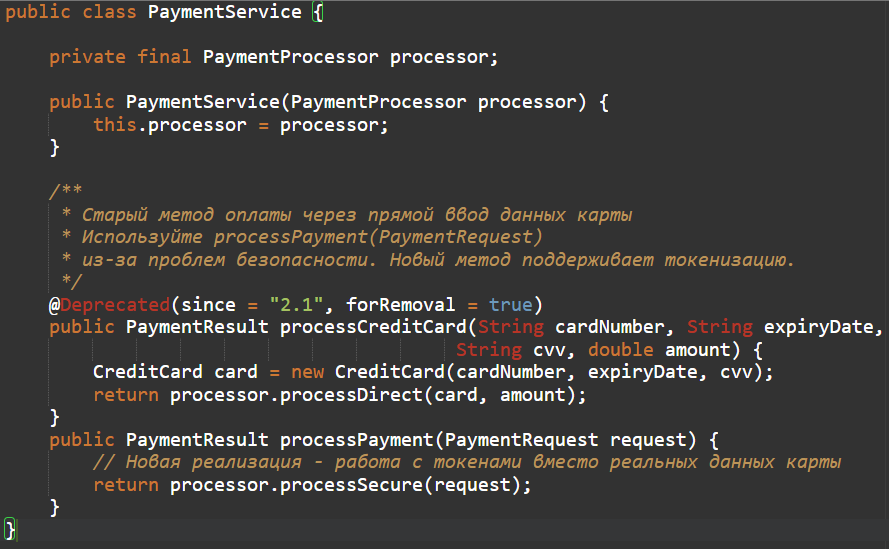 public class PaymentService {
    private final PaymentProcessor processor;
    public PaymentService(PaymentProcessor processor) {
        this.processor = processor;
    }
    /**
     * Старый метод оплаты через прямой ввод данных карты
     * Используйте processPayment(PaymentRequest)
     * из-за проблем безопасности. Новый метод поддерживает токенизацию.
     */
    @Deprecated(since = "2.1", forRemoval = true)
    public PaymentResult processCreditCard(String cardNumber, String expiryDate,
                                         String cvv, double amount) {
        CreditCard card = new CreditCard(cardNumber, expiryDate, cvv);
        return processor.processDirect(card, amount);
    }
    public PaymentResult processPayment(PaymentRequest request) {
        // Новая реализация - работа с токенами вместо реальных данных карты
        return processor.processSecure(request);
    }
}